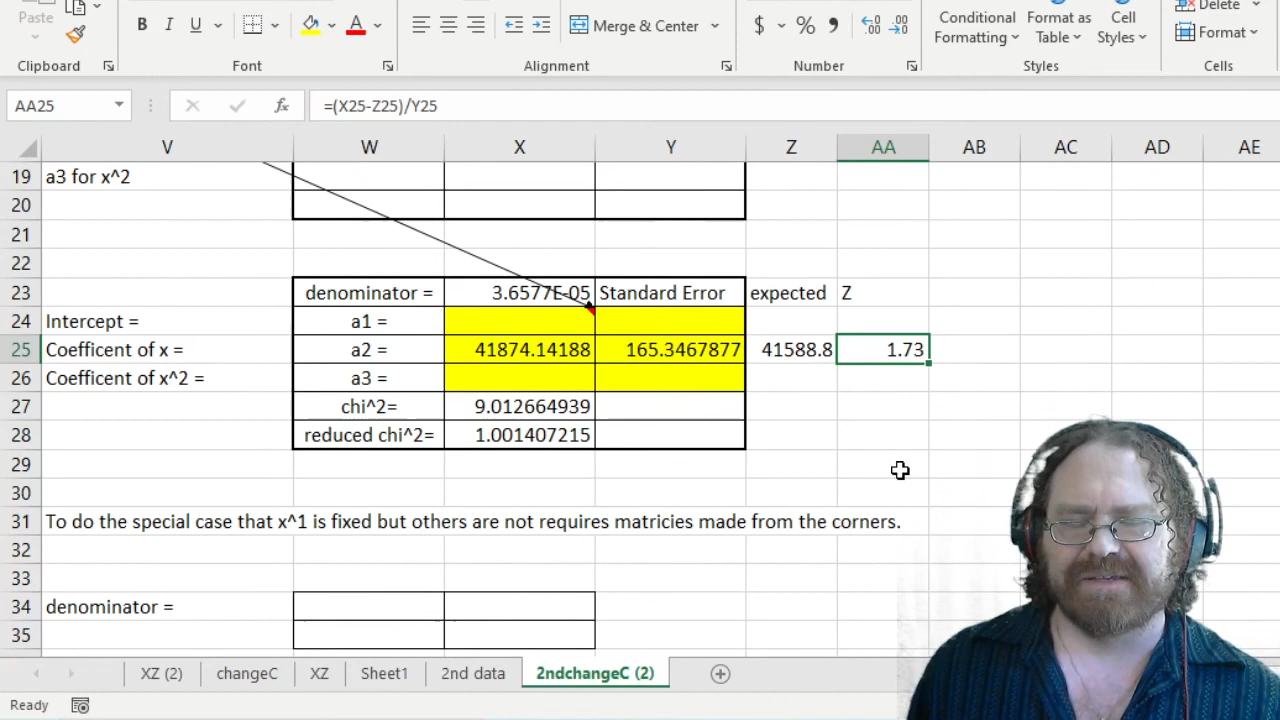 Paste
B I U A
Merge & Center
$ % ,
Conditional Formatting
Format as Table
Cell Styles
Delete
Format
Clipboard Font Alignment Number Styles Cells
AA25 fx =(X25-Z25)/Y25
V W X Y Z AA AB AC AD AE
19 a3 for x^2
20
21
22
23 denominator = 3.6577E-05 Standard Error expected Z
24 Intercept = a1 =
25 Coefficent of x = a2 = 41874.14188 165.3467877 41588.8 1.73
26 Coefficent of x^2 = a3 =
27 chi^2= 9.012664939
28 reduced chi^2= 1.001407215
29
30
31 To do the special case that x^1 is fixed but others are not requires matricies made from the corners.
32
33
34 denominator =
35
XZ (2) changeC XZ Sheet1 2nd data 2ndchangeC (2)
Ready